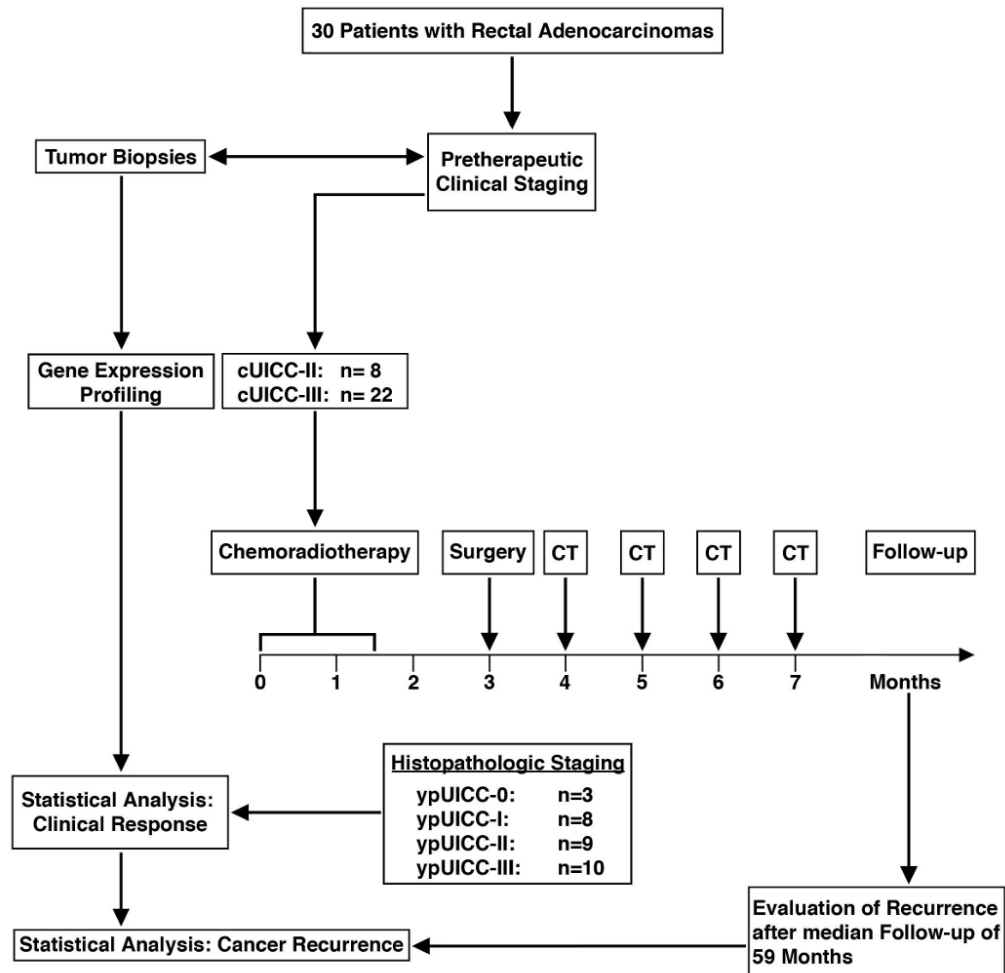 30 Patients with Rectal Adenocarcinomas
Tumor Biopsies
Pretherapeutic
Clinical Staging
Gene Expression
Profiling
cUICC-II: n= 8
cUICC-III: n= 22
Chemoradiotherapy
Surgery
CT
CT
CT
CT
Follow-up
0 1 2 3 4 5 6 7 Months
Histopathologic Staging
ypUICC-0: n=3
ypUICC-I: n=8
ypUICC-II: n=9
ypUICC-III: n=10
Statistical Analysis:
Clinical Response
Evaluation of Recurrence
after median Follow-up of
59 Months
Statistical Analysis: Cancer Recurrence